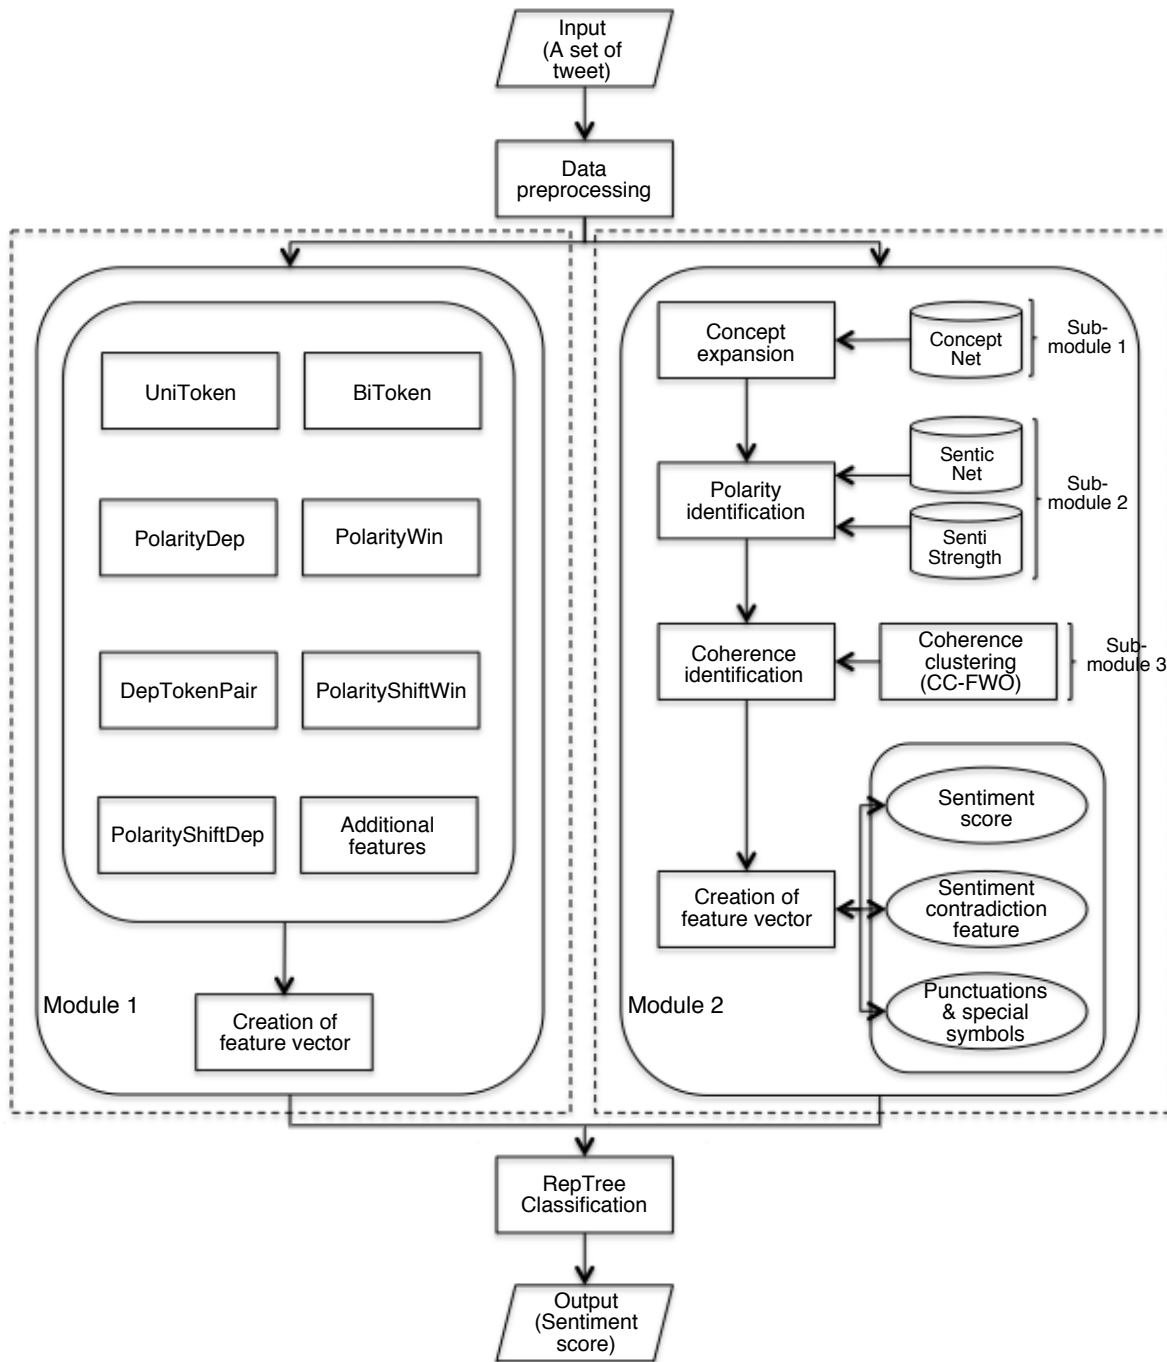 Input
(A set of
tweet)
Data
preprocessing
UniToken
BiToken
PolarityDep
PolarityWin
DepTokenPair
PolarityShiftWin
PolarityShiftDep
Additional
features
Module 1
Creation of
feature vector
Concept
expansion
Concept
Net
Sub-
module 1
Polarity
identification
Sentic
Net
Senti
Strength
Sub-
module 2
Coherence
identification
Coherence
clustering
(CC-FWO)
Sub-
module 3
Creation of
feature vector
Sentiment
score
Sentiment
contradiction
feature
Punctuations
& special
symbols
Module 2
RepTree
Classification
Output
(Sentiment
score)